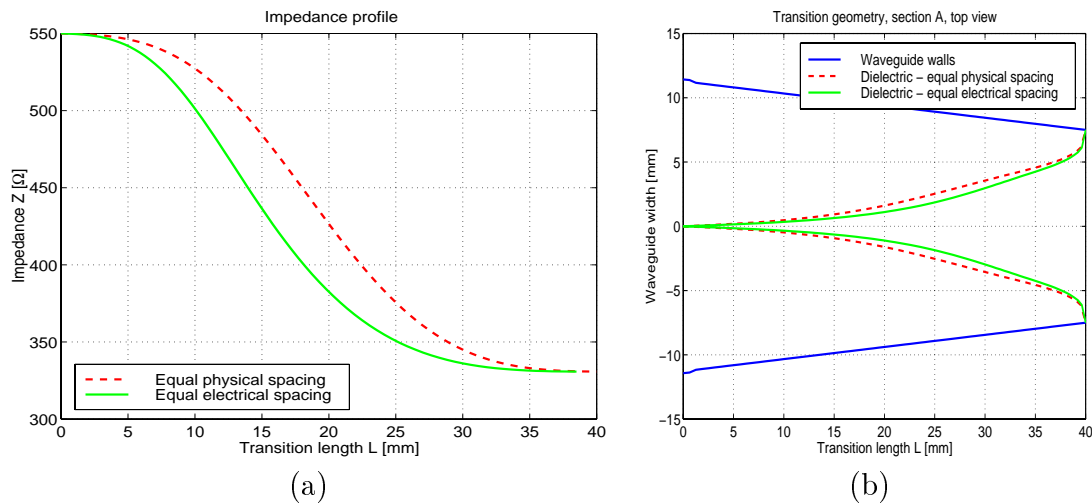 Impedance profile
550
500
450
400
350
300
0 5 10 15 20 25 30 35 40
Impedance Z [Ω]
Transition length L [mm]
Equal physical spacing
Equal electrical spacing
(a)
Transition geometry, section A, top view
15
10
5
0
−5
−10
−15
0 5 10 15 20 25 30 35 40
Waveguide width [mm]
Transition length L [mm]
Waveguide walls
Dielectric − equal physical spacing
Dielectric − equal electrical spacing
(b)